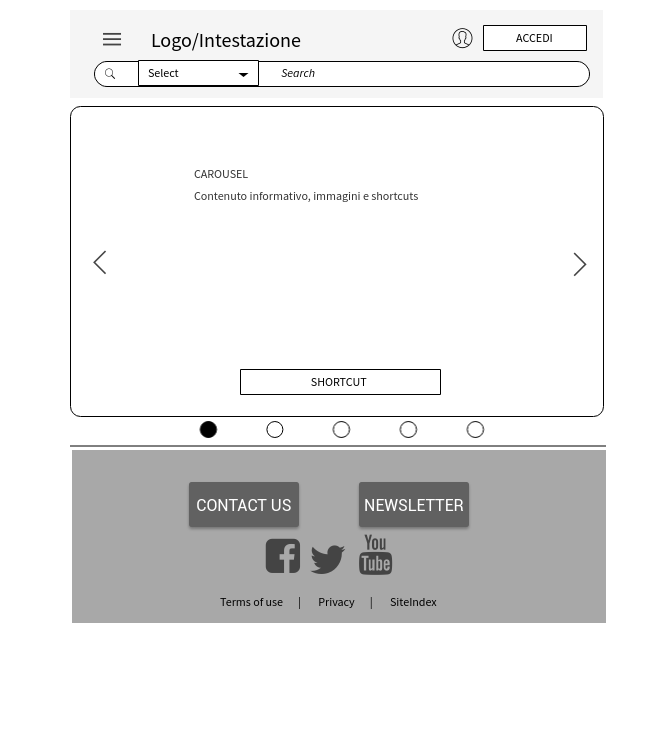 Logo/Intestazione
ACCEDI
Select
Search
CAROUSEL
Contenuto informativo, immagini e shortcuts
SHORTCUT
CONTACT US
NEWSLETTER
You
Tube
Terms of use | Privacy | SiteIndex